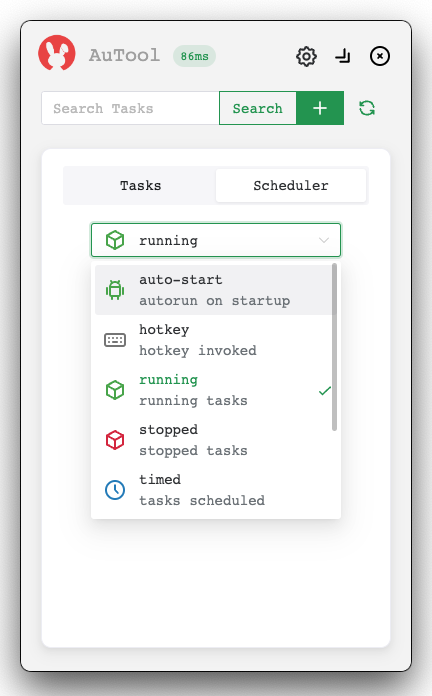 AuTool 86ms
Search Tasks Search
Tasks Scheduler
running
auto-start
autorun on startup
hotkey
hotkey invoked
running
running tasks
stopped
stopped tasks
timed
tasks scheduled